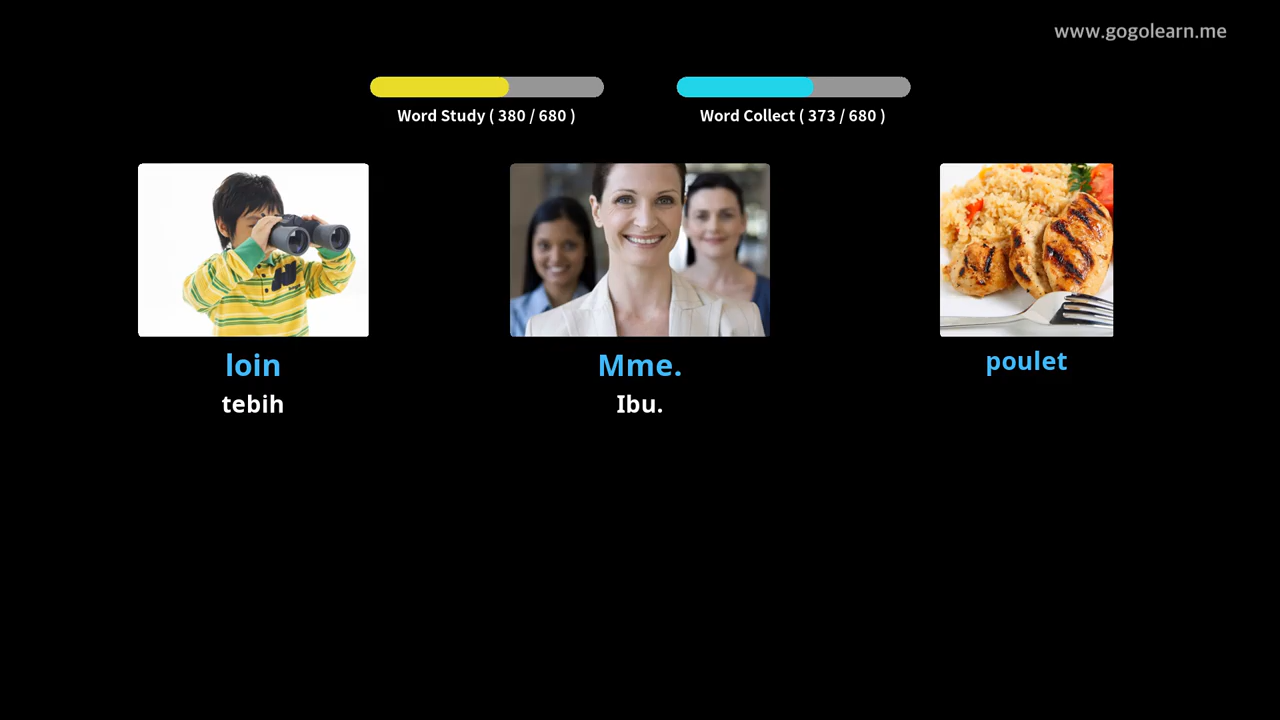 www.gogolearn.me
Word Study ( 380 / 680 )
Word Collect ( 373 / 680 )
loin
tebih
Mme.
Ibu.
poulet